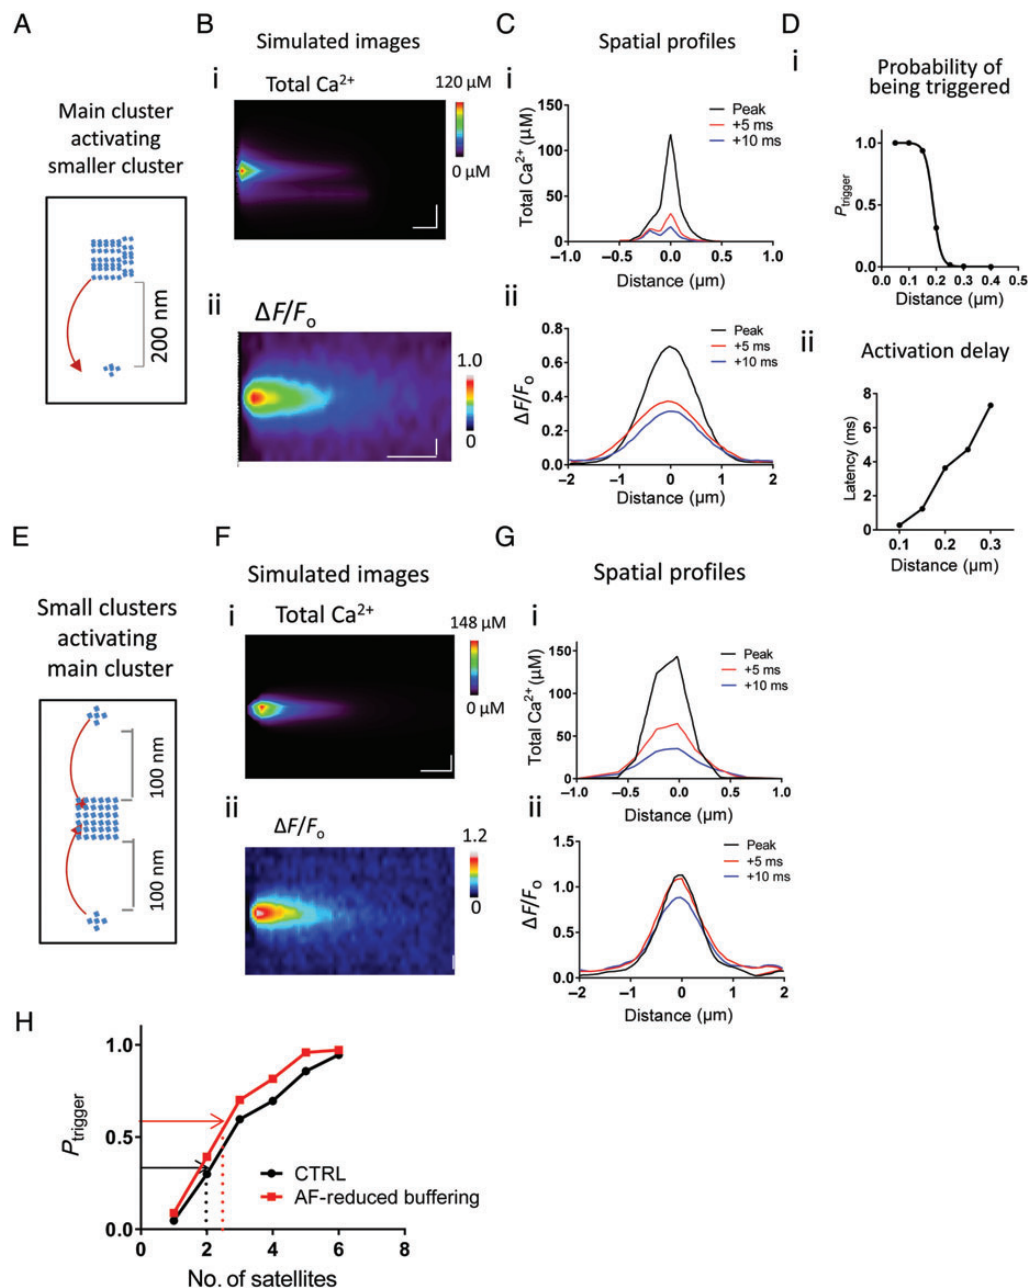 A
Main cluster
activating
smaller cluster
200 nm
B
Simulated images
i
Total Ca²⁺
120 µM
0 µM
ii
ΔF/Fₒ
1.0
0
C
Spatial profiles
i
Total Ca²⁺ (µM)
150
100
50
0
Peak
+5 ms
+10 ms
–1.0 –0.5 0.0 0.5 1.0
Distance (µm)
ii
ΔF/Fₒ
0.8
0.6
0.4
0.2
0.0
Peak
+5 ms
+10 ms
–2 –1 0 1 2
Distance (µm)
D
i
Probability of
being triggered
P trigger
1.0
0.5
0.0
0.0 0.1 0.2 0.3 0.4 0.5
Distance (µm)
ii
Activation delay
Latency (ms)
8
6
4
2
0
0.1 0.2 0.3
Distance (µm)
E
Small clusters
activating
main cluster
100 nm
100 nm
F
Simulated images
i
Total Ca²⁺
148 µM
0 µM
ii
ΔF/Fₒ
1.2
0
G
Spatial profiles
i
Total Ca²⁺ (µM)
200
150
100
50
0
Peak
+5 ms
+10 ms
–1.0 –0.5 0.0 0.5 1.0
Distance (µm)
ii
ΔF/Fₒ
1.5
1.0
0.5
0.0
Peak
+5 ms
+10 ms
–2 –1 0 1 2
Distance (µm)
H
P trigger
1.0
0.5
0.0
CTRL
AF-reduced buffering
0 2 4 6 8
No. of satellites